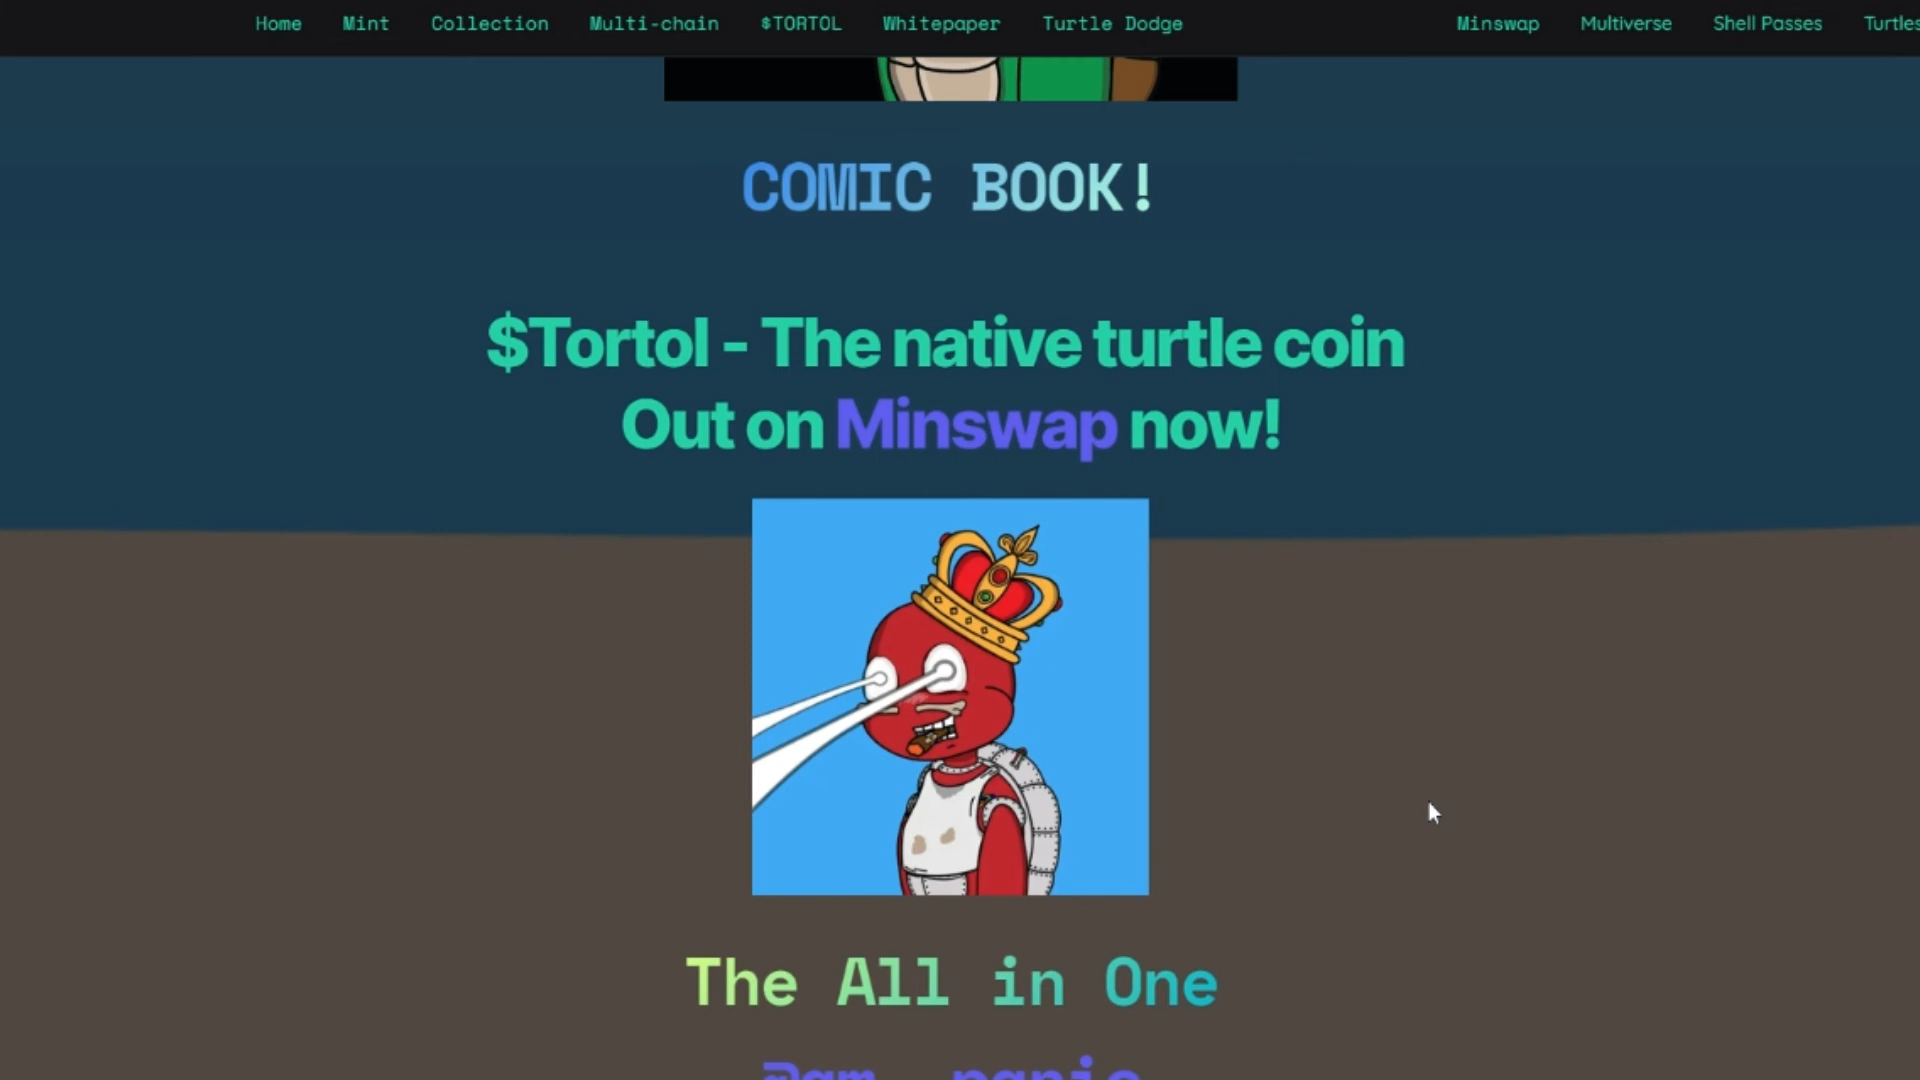 Home Mint Collection Multi-chain $TORTOL Whitepaper Turtle Dodge Minswap Multiverse Shell Passes Turtles
COMIC BOOK!
$Tortol - The native turtle coin
Out on Minswap now!
The All in One